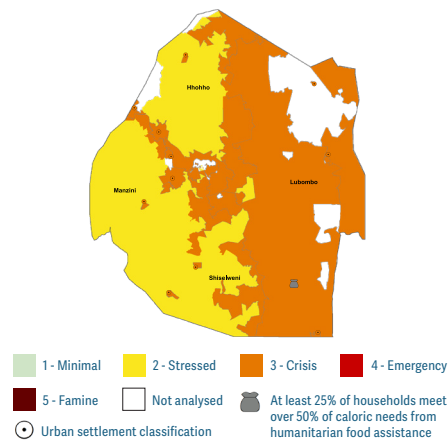 Hhohho
Manzini
Lubombo
Shiselweni
1 - Minimal
2 - Stressed
3 - Crisis
4 - Emergency
5 - Famine
Not analysed
At least 25% of households meet
over 50% of caloric needs from
humanitarian food assistance
Urban settlement classification